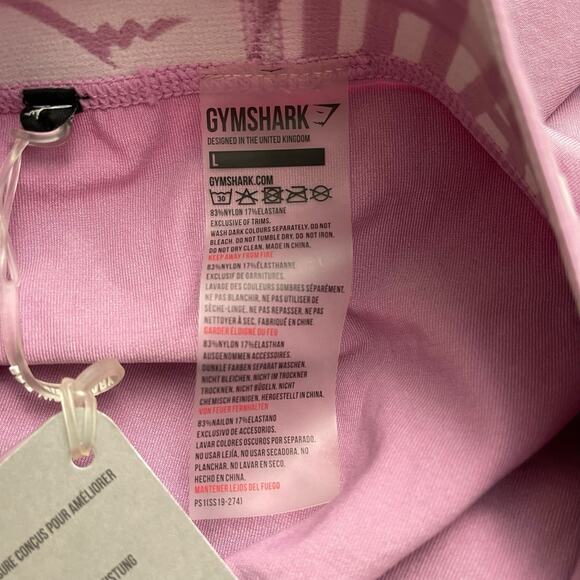 GYMSHARK
DESIGNED IN THE UNITED KINGDOM
L
GYMSHARK.COM
30
83%NYLON 17%ELASTANE
EXCLUSIVE OF TRIMS.
WASH DARK COLOURS SEPARATELY. DO NOT
BLEACH. DO NOT TUMBLE DRY. DO NOT IRON.
DO NOT DRY CLEAN. MADE IN CHINA.
KEEP AWAY FROM FIRE
83%NYLON 17%ELASTHANNE
EXCLUSIF DE GARNITURES.
LAVAGE DES COULEURS SOMBRES SÉPARÉMENT.
NE PAS BLANCHIR. NE PAS UTILISER DE
SÈCHE-LINGE. NE PAS REPASSER. NE PAS
NETTOYER À SEC, FABRIQUÉ EN CHINE.
GARDER ÉLOIGNÉ DU FEU
83%NYLON 17%ELASTHAN
AUSGENOMMEN ACCESSOIRES.
DUNKLE FARBEN SEPARAT WASCHEN.
NICHT BLEICHEN. NICHT IM TROCKNER
TROCKNEN. NICHT BÜGELN. NICHT
CHEMISCH REINIGEN, HERGESTELLT IN CHINA.
VON FEUER FERNHALTEN
83%NAILON 17%ELASTANO
EXCLUSIVO DE ACCESORIOS.
LAVAR COLORES OSCUROS POR SEPARADO.
NO USAR LEJÍA. NO USAR SECADORA. NO
PLANCHAR. NO LAVAR EN SECO.
HECHO EN CHINA.
MANTENER LEJOS DEL FUEGO
PS1(SS19-274)
CONÇUS POUR AMÉLIORER